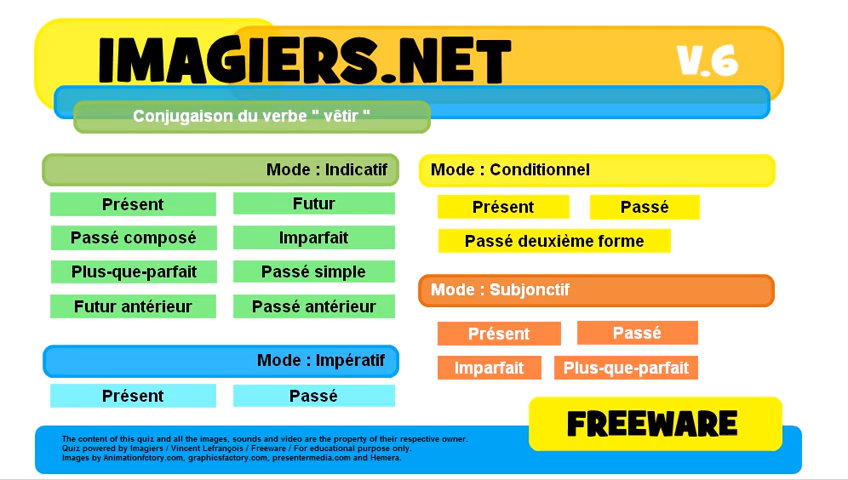 IMAGIERS.NET
V.6
Conjugaison du verbe " vêtir "
Mode : Indicatif
Présent
Futur
Passé composé
Imparfait
Plus-que-parfait
Passé simple
Futur antérieur
Passé antérieur
Mode : Impératif
Présent
Passé
Mode : Conditionnel
Présent
Passé
Passé deuxième forme
Mode : Subjonctif
Présent
Passé
Imparfait
Plus-que-parfait
FREEWARE
The content of this quiz and all the images, sounds and video are the property of their respective owner.
Quiz powered by Imagiers / Vincent Lefrançois / Freeware / For educational purpose only.
Images by Animationfctory.com, graphicsfactory.com, presentermedia.com and Hemera.